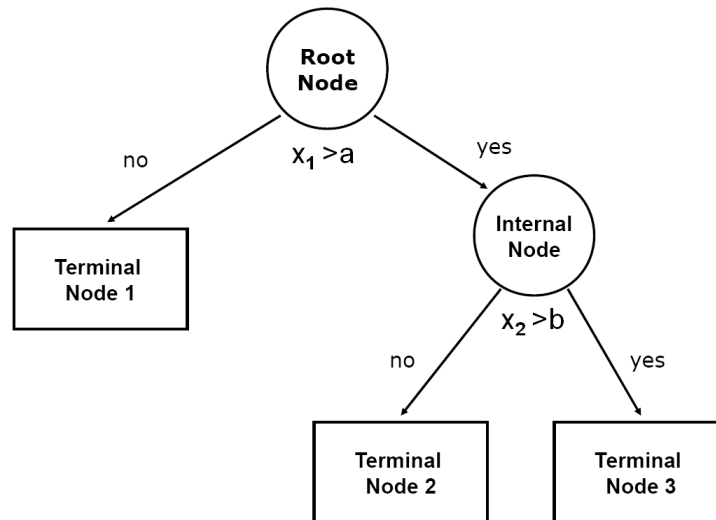 Root
Node
no
x₁ >a
yes
Internal
Node
Terminal
Node 1
x₂ >b
no
yes
Terminal
Node 2
Terminal
Node 3